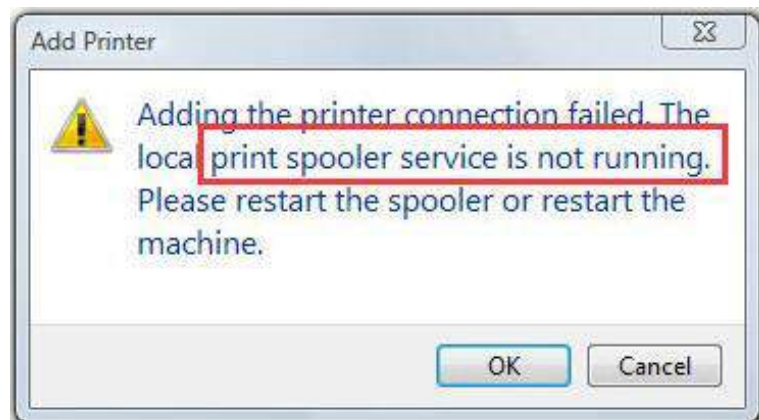 Add Printer
Adding the printer connection failed. The
local print spooler service is not running.
Please restart the spooler or restart the
machine.
OK
Cancel